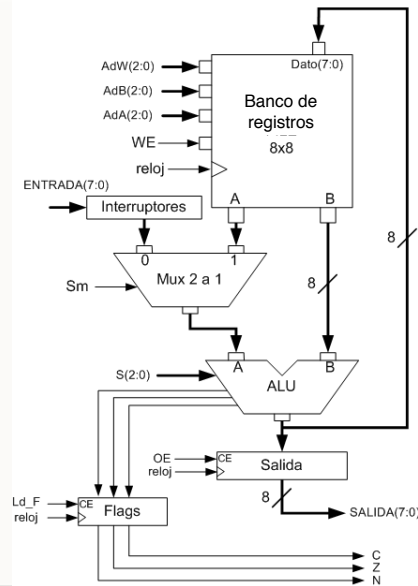 AdW(2:0)
Dato(7:0)
AdB(2:0)
Banco de
registros
AdA(2:0)
8x8
WE
reloj
ENTRADA(7:0)
A
B
Interruptores
8
0
1
Mux 2 a 1
8
Sm
S(2:0)
A
B
ALU
OE
CE
reloj
Salida
8
SALIDA(7:0)
Ld_F
CE
reloj
Flags
C
Z
N